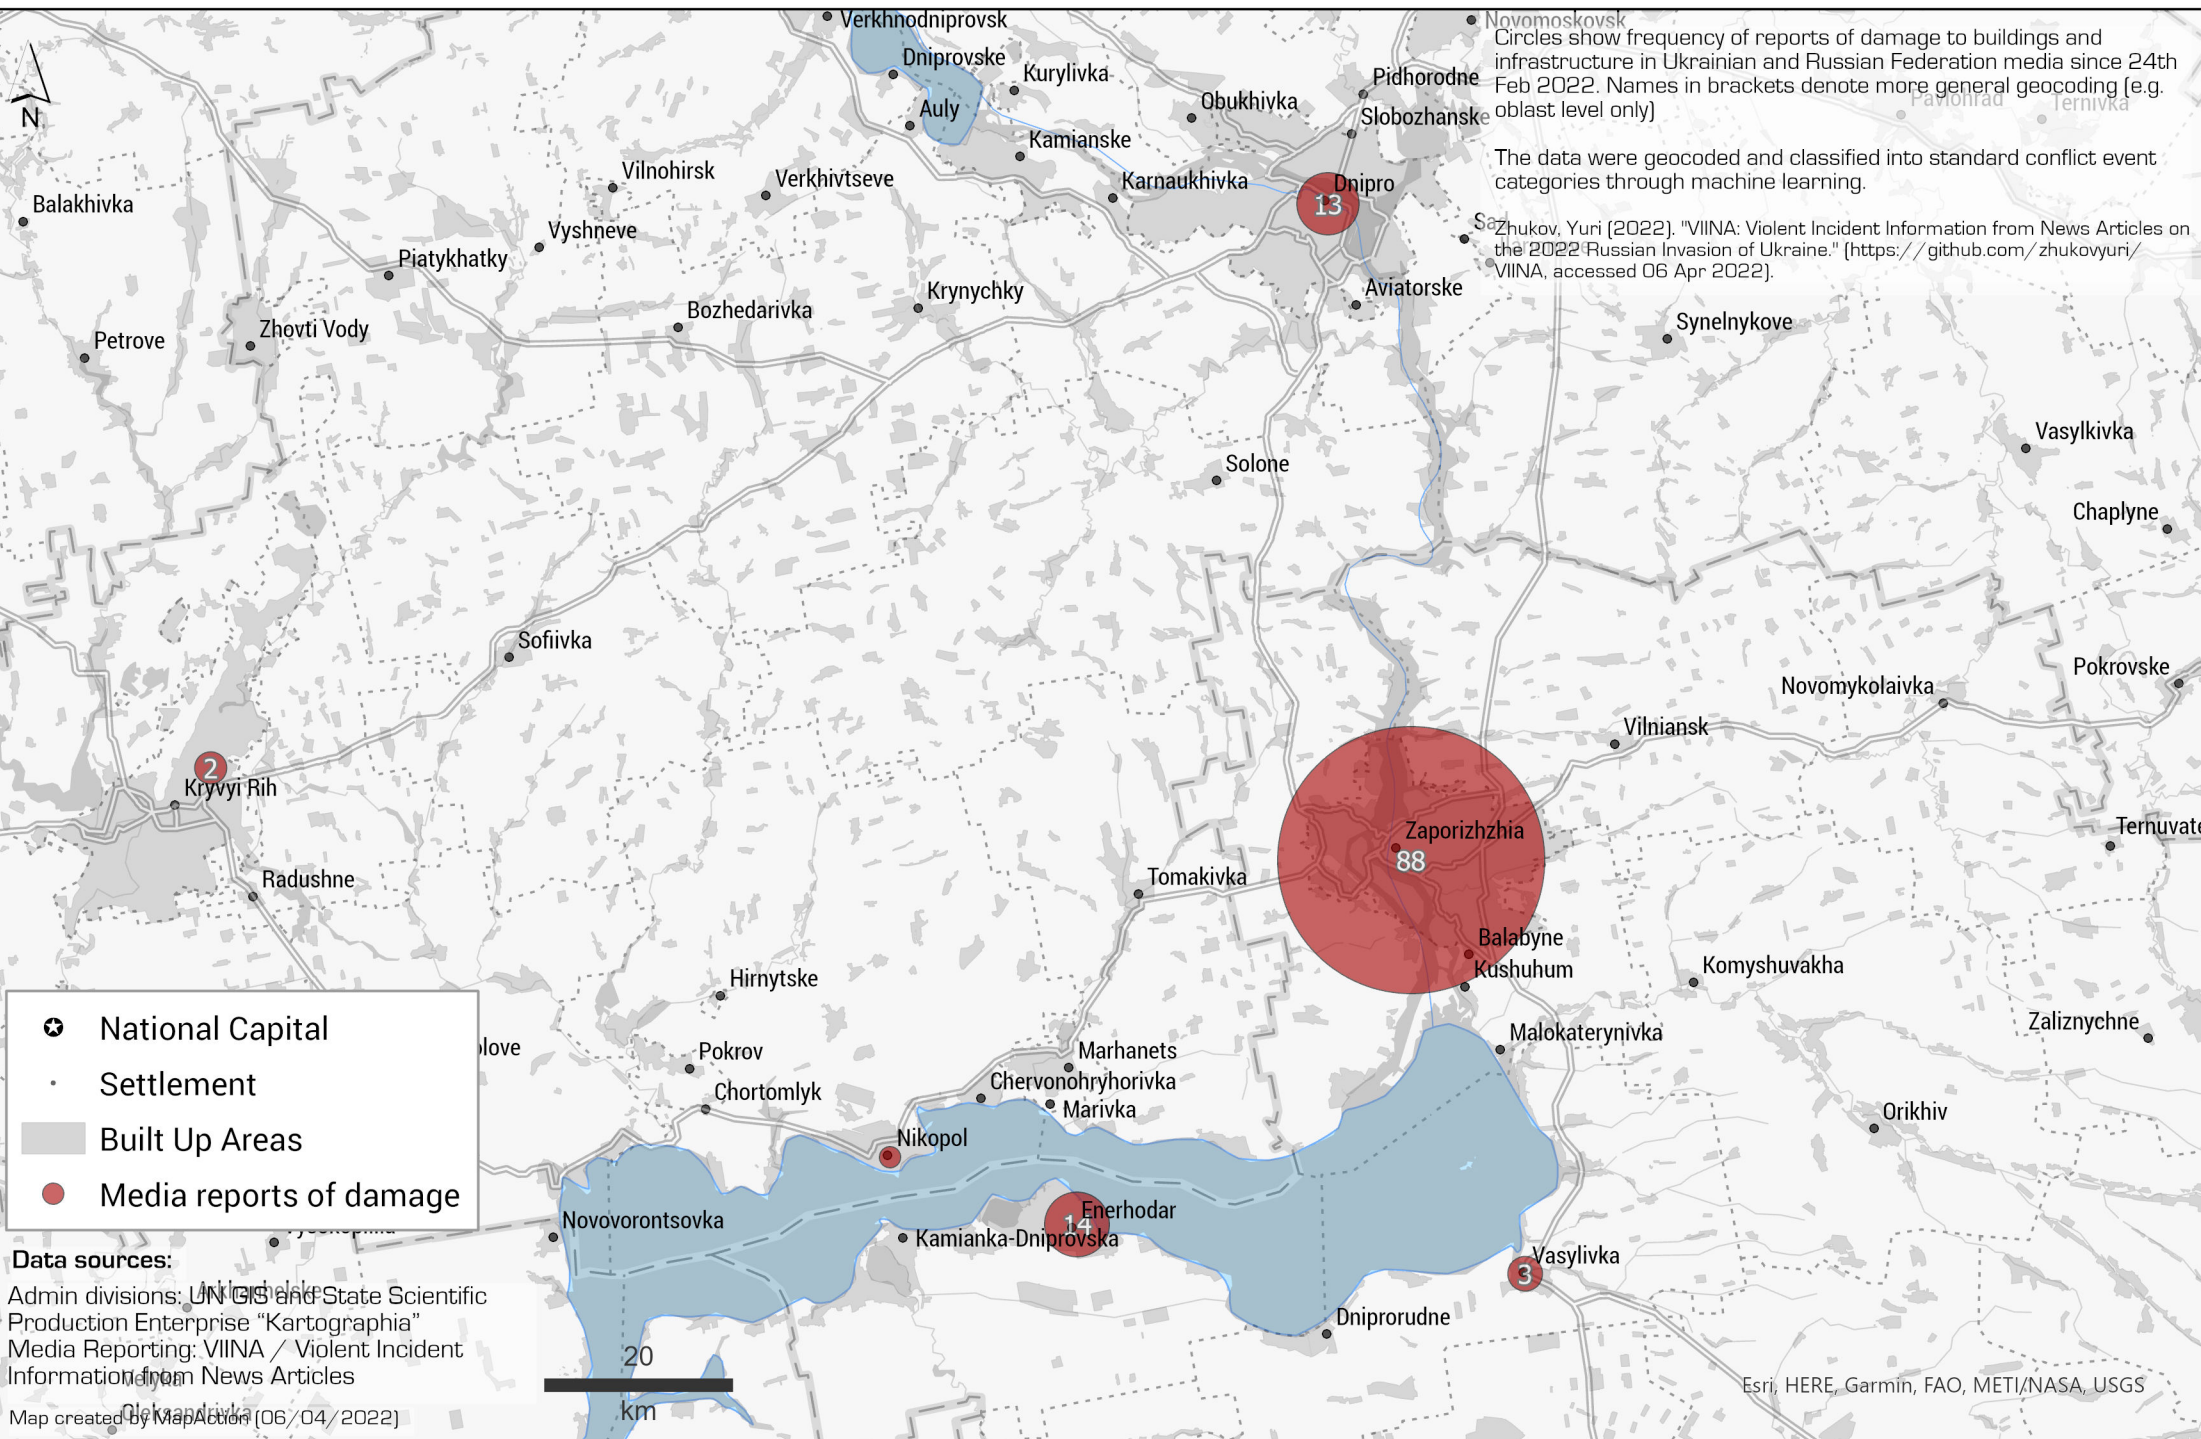 Verkhnodniprovsk
Novomoskovsk
Circles show frequency of reports of damage to buildings and
infrastructure in Ukrainian and Russian Federation media since 24th
Feb 2022. Names in brackets denote more general geocoding (e.g.
oblast level only)
The data were geocoded and classified into standard conflict event
categories through machine learning.
Zhukov, Yuri (2022). "VIINA: Violent Incident Information from News Articles on
the 2022 Russian Invasion of Ukraine." (https://github.com/zhukovyuri/
VIINA, accessed 06 Apr 2022).
Pavlohrad
Ternivka
N
Dniprovske
Kurylivka
Pidhorodne
Auly
Obukhivka
Slobozhanske
Kamianske
Vilnohirsk
Verkhivtseve
Karnaukhivka
Dnipro
13
Balakhivka
Vyshneve
Piatykhatky
Krynychky
Aviatorske
Bozhedarivka
Synelnykove
Petrove
Zhovti Vody
Vasylkivka
Solone
Chaplyne
Sofiivka
Pokrovske
Novomykolaivka
Vilniansk
2
Kryvyi Rih
Zaporizhzhia
88
Ternuvate
Radushne
Tomakivka
Balabyne
Kushuhum
Komyshuvakha
Hirnytske
Zaliznychne
Malokaterynivka
Pokrov
Marhanets
Chervonohryhorivka
Chortomlyk
Marivka
Orikhiv
Nikopol
Enerhodar
14
Novovorontsovka
Kamianka-Dniprovska
Vasylivka
3
Dniprorudne
National Capital
Settlement
Built Up Areas
Media reports of damage
Data sources:
Arkhanhelske
Admin divisions: UN GIS and State Scientific
Production Enterprise “Kartographia”
Media Reporting: VIINA / Violent Incident
Information from News Articles
Velyka
Oleksandrivka
Map created by MapAction (06/04/2022)
20
km
Esri, HERE, Garmin, FAO, METI/NASA, USGS